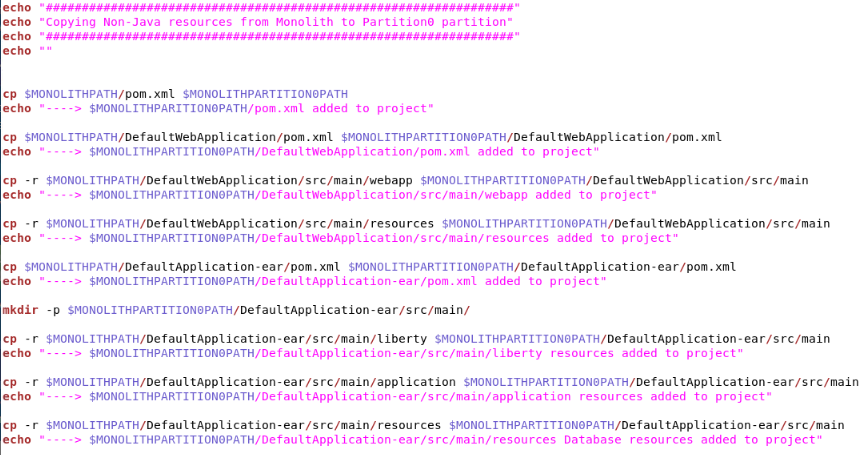 echo "#################################################################"
echo "Copying Non-Java resources from Monolith to Partition0 partition"
echo "#################################################################"
echo ""
cp $MONOLITHPATH/pom.xml $MONOLITHPARTITION0PATH
echo "----> $MONOLITHPARTITION0PATH/pom.xml added to project"
cp $MONOLITHPATH/DefaultWebApplication/pom.xml $MONOLITHPARTITION0PATH/DefaultWebApplication/pom.xml
echo "----> $MONOLITHPARTITION0PATH/DefaultWebApplication/pom.xml added to project"
cp -r $MONOLITHPATH/DefaultWebApplication/src/main/webapp $MONOLITHPARTITION0PATH/DefaultWebApplication/src/main
echo "----> $MONOLITHPARTITION0PATH/DefaultWebApplication/src/main/webapp added to project"
cp -r $MONOLITHPATH/DefaultWebApplication/src/main/resources $MONOLITHPARTITION0PATH/DefaultWebApplication/src/main
echo "----> $MONOLITHPARTITION0PATH/DefaultWebApplication/src/main/resources added to project"
cp $MONOLITHPATH/DefaultApplication-ear/pom.xml $MONOLITHPARTITION0PATH/DefaultApplication-ear/pom.xml
echo "----> $MONOLITHPARTITION0PATH/DefaultApplication-ear/pom.xml added to project"
mkdir -p $MONOLITHPARTITION0PATH/DefaultApplication-ear/src/main/
cp -r $MONOLITHPATH/DefaultApplication-ear/src/main/liberty $MONOLITHPARTITION0PATH/DefaultApplication-ear/src/main
echo "----> $MONOLITHPARTITION0PATH/DefaultApplication-ear/src/main/liberty resources added to project"
cp -r $MONOLITHPATH/DefaultApplication-ear/src/main/application $MONOLITHPARTITION0PATH/DefaultApplication-ear/src/main
echo "----> $MONOLITHPARTITION0PATH/DefaultApplication-ear/src/main/application resources added to project"
cp -r $MONOLITHPATH/DefaultApplication-ear/src/main/resources $MONOLITHPARTITION0PATH/DefaultApplication-ear/src/main
echo "----> $MONOLITHPARTITION0PATH/DefaultApplication-ear/src/main/resources Database resources added to project"